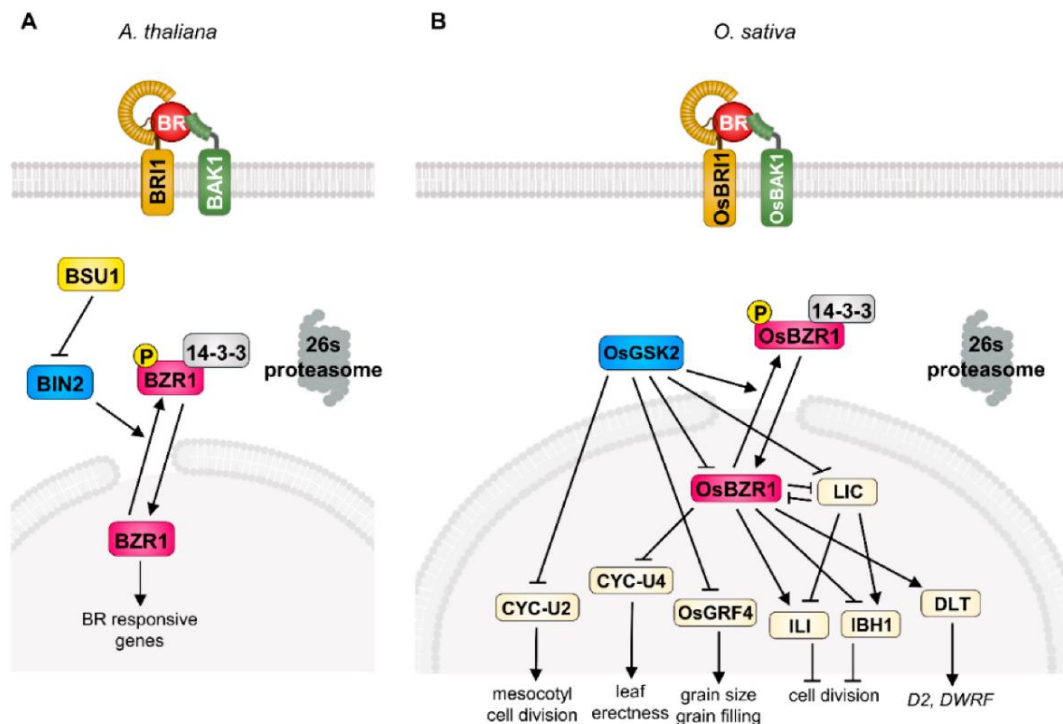 A
A. thaliana
B
O. sativa
BR
BRI1
BAK1
BR
OsBRI1
OsBAK1
BSU1
BIN2
P
14-3-3
BZR1
26s
proteasome
BZR1
BR responsive
genes
OsGSK2
P
14-3-3
OsBZR1
26s
proteasome
OsBZR1
LIC
CYC-U2
CYC-U4
OsGRF4
ILI
IBH1
DLT
mesocotyl
cell division
leaf
erectness
grain size
grain filling
cell division
D2, DWRF